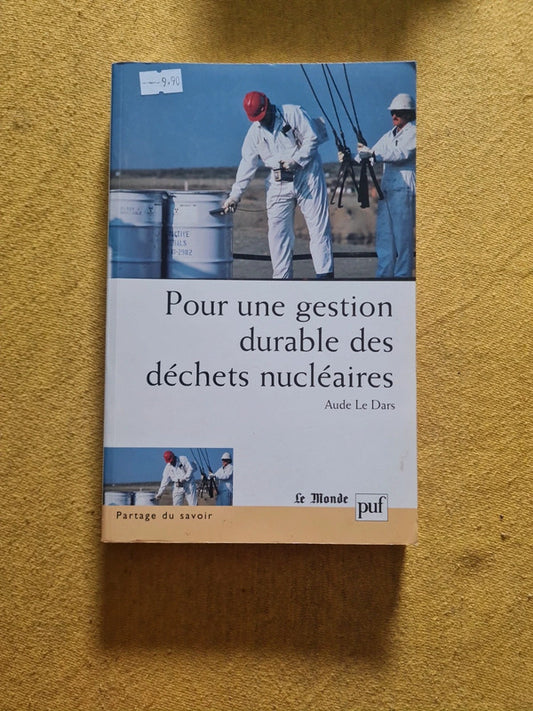 9,90
Pour une gestion
durable des
déchets nucléaires
Aude Le Dars
Le Monde
puf
Partage du savoir